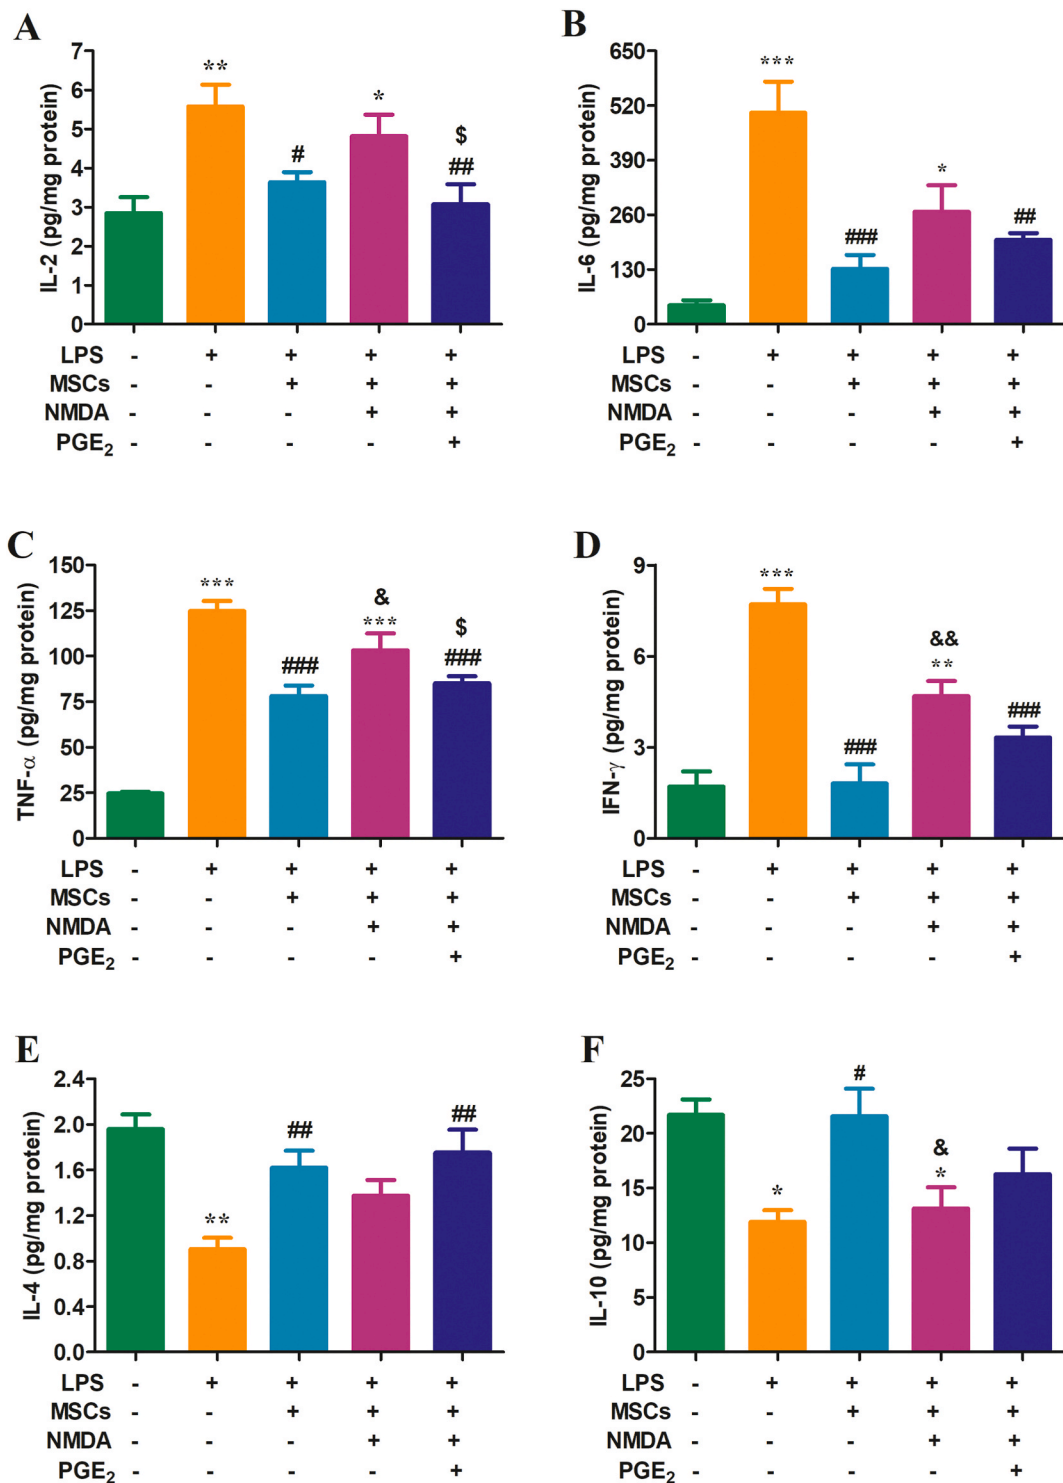 A
IL-2 (pg/mg protein)
7
6
5
4
3
2
1
0
**
#
*
$
##
LPS - + + + +
MSCs - - + + +
NMDA - - - + +
PGE₂ - - - - +
B
IL-6 (pg/mg protein)
650
520
390
260
130
0
***
###
*
##
LPS - + + + +
MSCs - - + + +
NMDA - - - + +
PGE₂ - - - - +
C
TNF-α (pg/mg protein)
150
125
100
75
50
25
0
***
###
&
***
$
###
LPS - + + + +
MSCs - - + + +
NMDA - - - + +
PGE₂ - - - - +
D
IFN-γ (pg/mg protein)
9
6
3
0
***
###
&&
**
###
LPS - + + + +
MSCs - - + + +
NMDA - - - + +
PGE₂ - - - - +
E
IL-4 (pg/mg protein)
2.4
2.0
1.6
1.2
0.8
0.4
0.0
**
##
##
LPS - + + + +
MSCs - - + + +
NMDA - - - + +
PGE₂ - - - - +
F
IL-10 (pg/mg protein)
25
20
15
10
5
0
*
#
&
*
LPS - + + + +
MSCs - - + + +
NMDA - - - + +
PGE₂ - - - - +